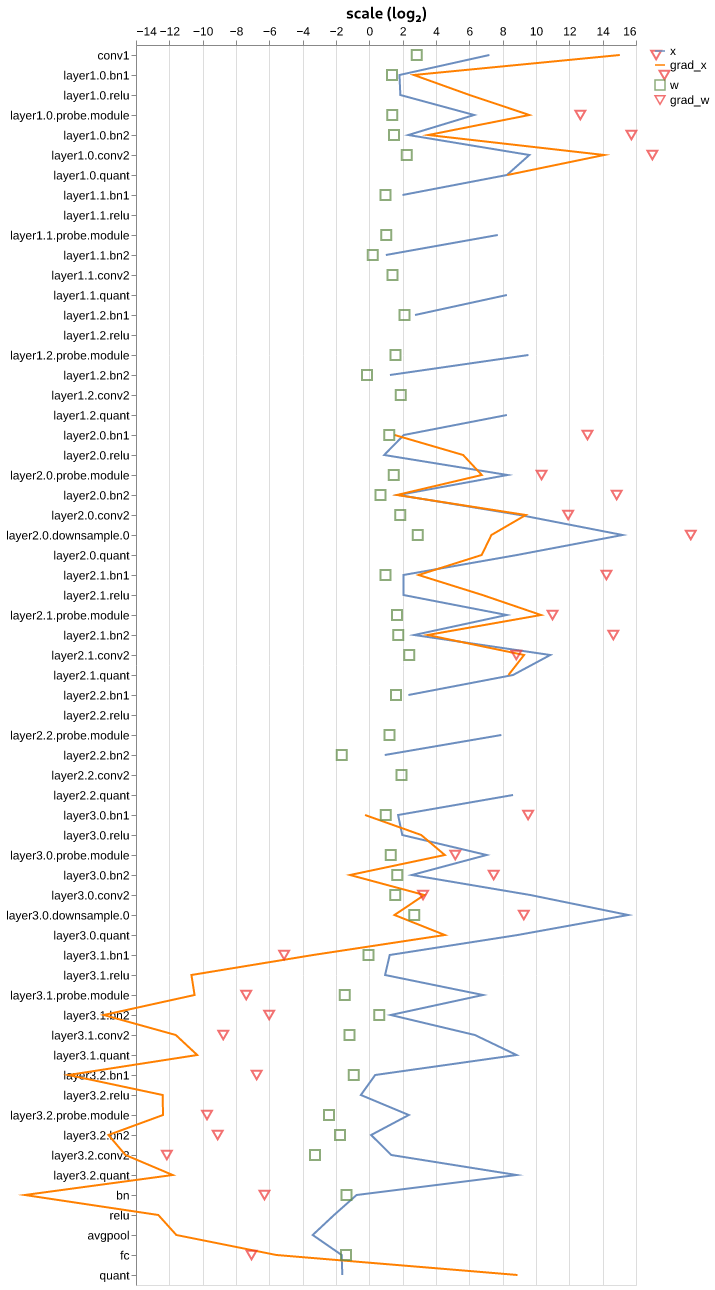 scale (log₂)
−14 −12 −10 −8 −6 −4 −2 0 2 4 6 8 10 12 14 16
x
grad_x
w
grad_w
conv1
layer1.0.bn1
layer1.0.relu
layer1.0.probe.module
layer1.0.bn2
layer1.0.conv2
layer1.0.quant
layer1.1.bn1
layer1.1.relu
layer1.1.probe.module
layer1.1.bn2
layer1.1.conv2
layer1.1.quant
layer1.2.bn1
layer1.2.relu
layer1.2.probe.module
layer1.2.bn2
layer1.2.conv2
layer1.2.quant
layer2.0.bn1
layer2.0.relu
layer2.0.probe.module
layer2.0.bn2
layer2.0.conv2
layer2.0.downsample.0
layer2.0.quant
layer2.1.bn1
layer2.1.relu
layer2.1.probe.module
layer2.1.bn2
layer2.1.conv2
layer2.1.quant
layer2.2.bn1
layer2.2.relu
layer2.2.probe.module
layer2.2.bn2
layer2.2.conv2
layer2.2.quant
layer3.0.bn1
layer3.0.relu
layer3.0.probe.module
layer3.0.bn2
layer3.0.conv2
layer3.0.downsample.0
layer3.0.quant
layer3.1.bn1
layer3.1.relu
layer3.1.probe.module
layer3.1.bn2
layer3.1.conv2
layer3.1.quant
layer3.2.bn1
layer3.2.relu
layer3.2.probe.module
layer3.2.bn2
layer3.2.conv2
layer3.2.quant
bn
relu
avgpool
fc
quant